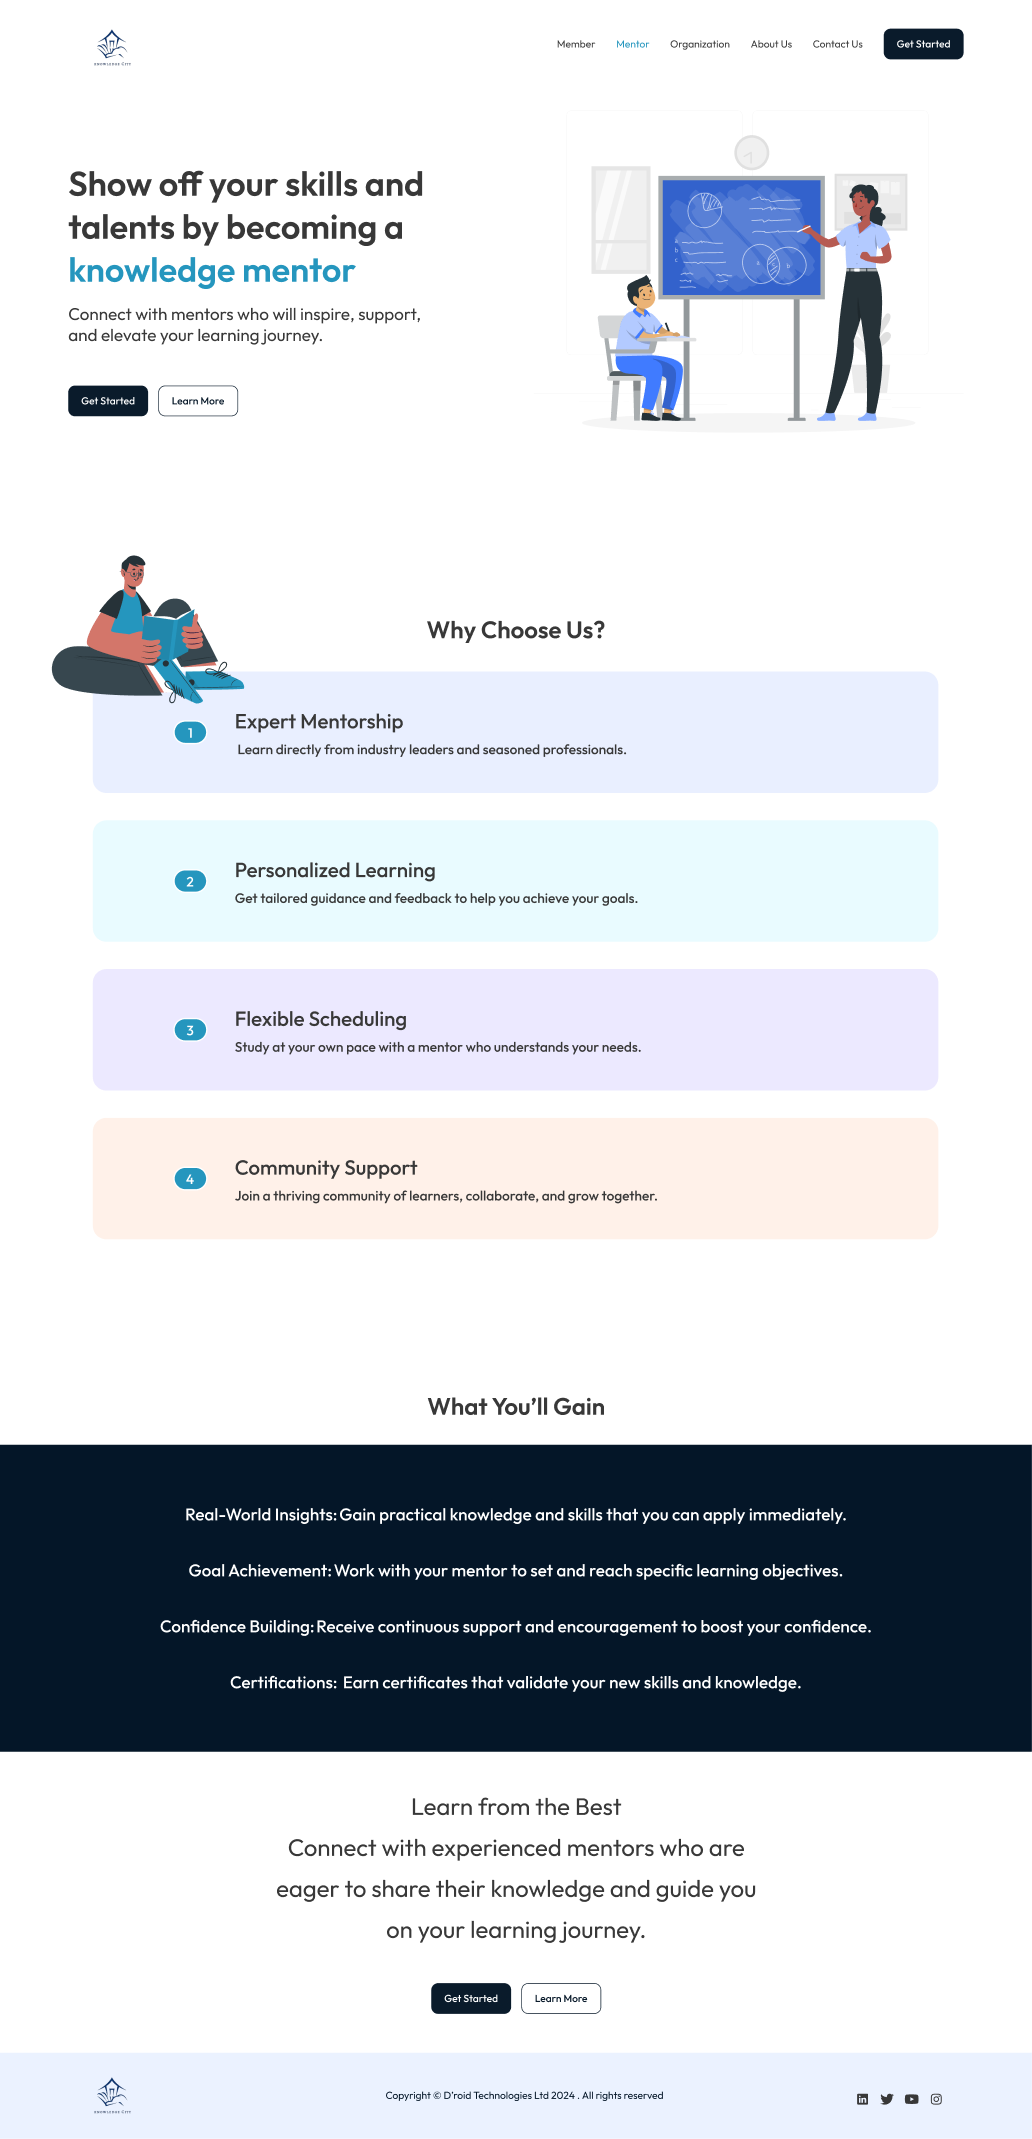 KNOWLEDGE CITY
Member
Mentor
Organization
About Us
Contact Us
Get Started
Show off your skills and
talents by becoming a
knowledge mentor
Connect with mentors who will inspire, support,
and elevate your learning journey.
Get Started
Learn More
a
b
c
a
b
Why Choose Us?
1
Expert Mentorship
Learn directly from industry leaders and seasoned professionals.
2
Personalized Learning
Get tailored guidance and feedback to help you achieve your goals.
3
Flexible Scheduling
Study at your own pace with a mentor who understands your needs.
4
Community Support
Join a thriving community of learners, collaborate, and grow together.
What You’ll Gain
Real-World Insights: Gain practical knowledge and skills that you can apply immediately.
Goal Achievement: Work with your mentor to set and reach specific learning objectives.
Confidence Building: Receive continuous support and encouragement to boost your confidence.
Certifications: Earn certificates that validate your new skills and knowledge.
Learn from the Best
Connect with experienced mentors who are
eager to share their knowledge and guide you
on your learning journey.
Get Started
Learn More
KNOWLEDGE CITY
Copyright © D’roid Technologies Ltd 2024 . All rights reserved